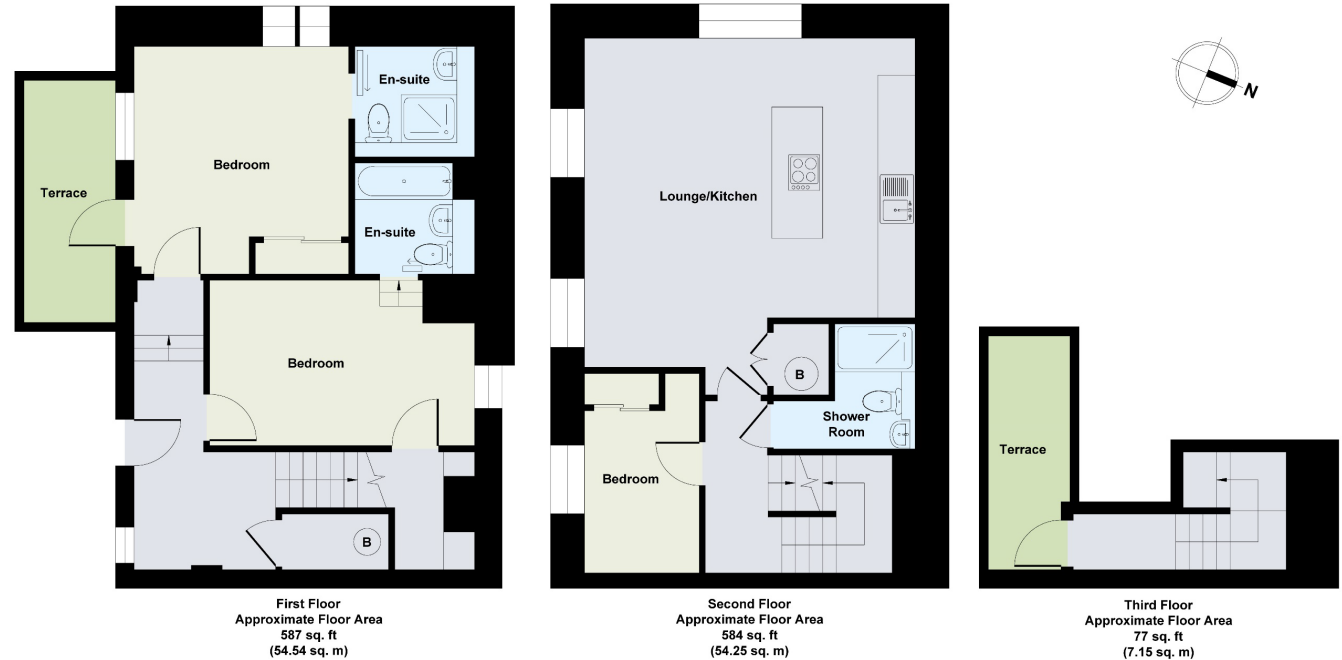 En-suite
Bedroom
Terrace
En-suite
Bedroom
B
First Floor
Approximate Floor Area
587 sq. ft
(54.54 sq. m)
Lounge/Kitchen
B
Shower
Room
Bedroom
Second Floor
Approximate Floor Area
584 sq. ft
(54.25 sq. m)
N
Terrace
Third Floor
Approximate Floor Area
77 sq. ft
(7.15 sq. m)